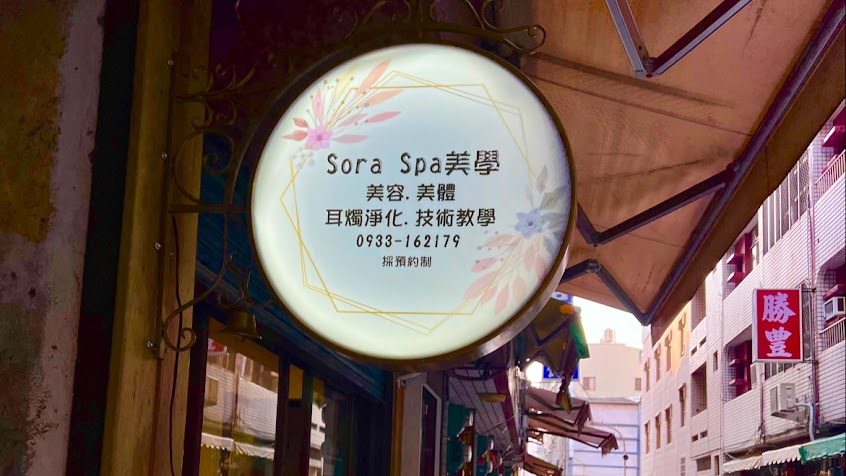 Sora Spa美學
美容.美體
耳燭淨化.技術教學
0933-162179
採預約制
勝豐